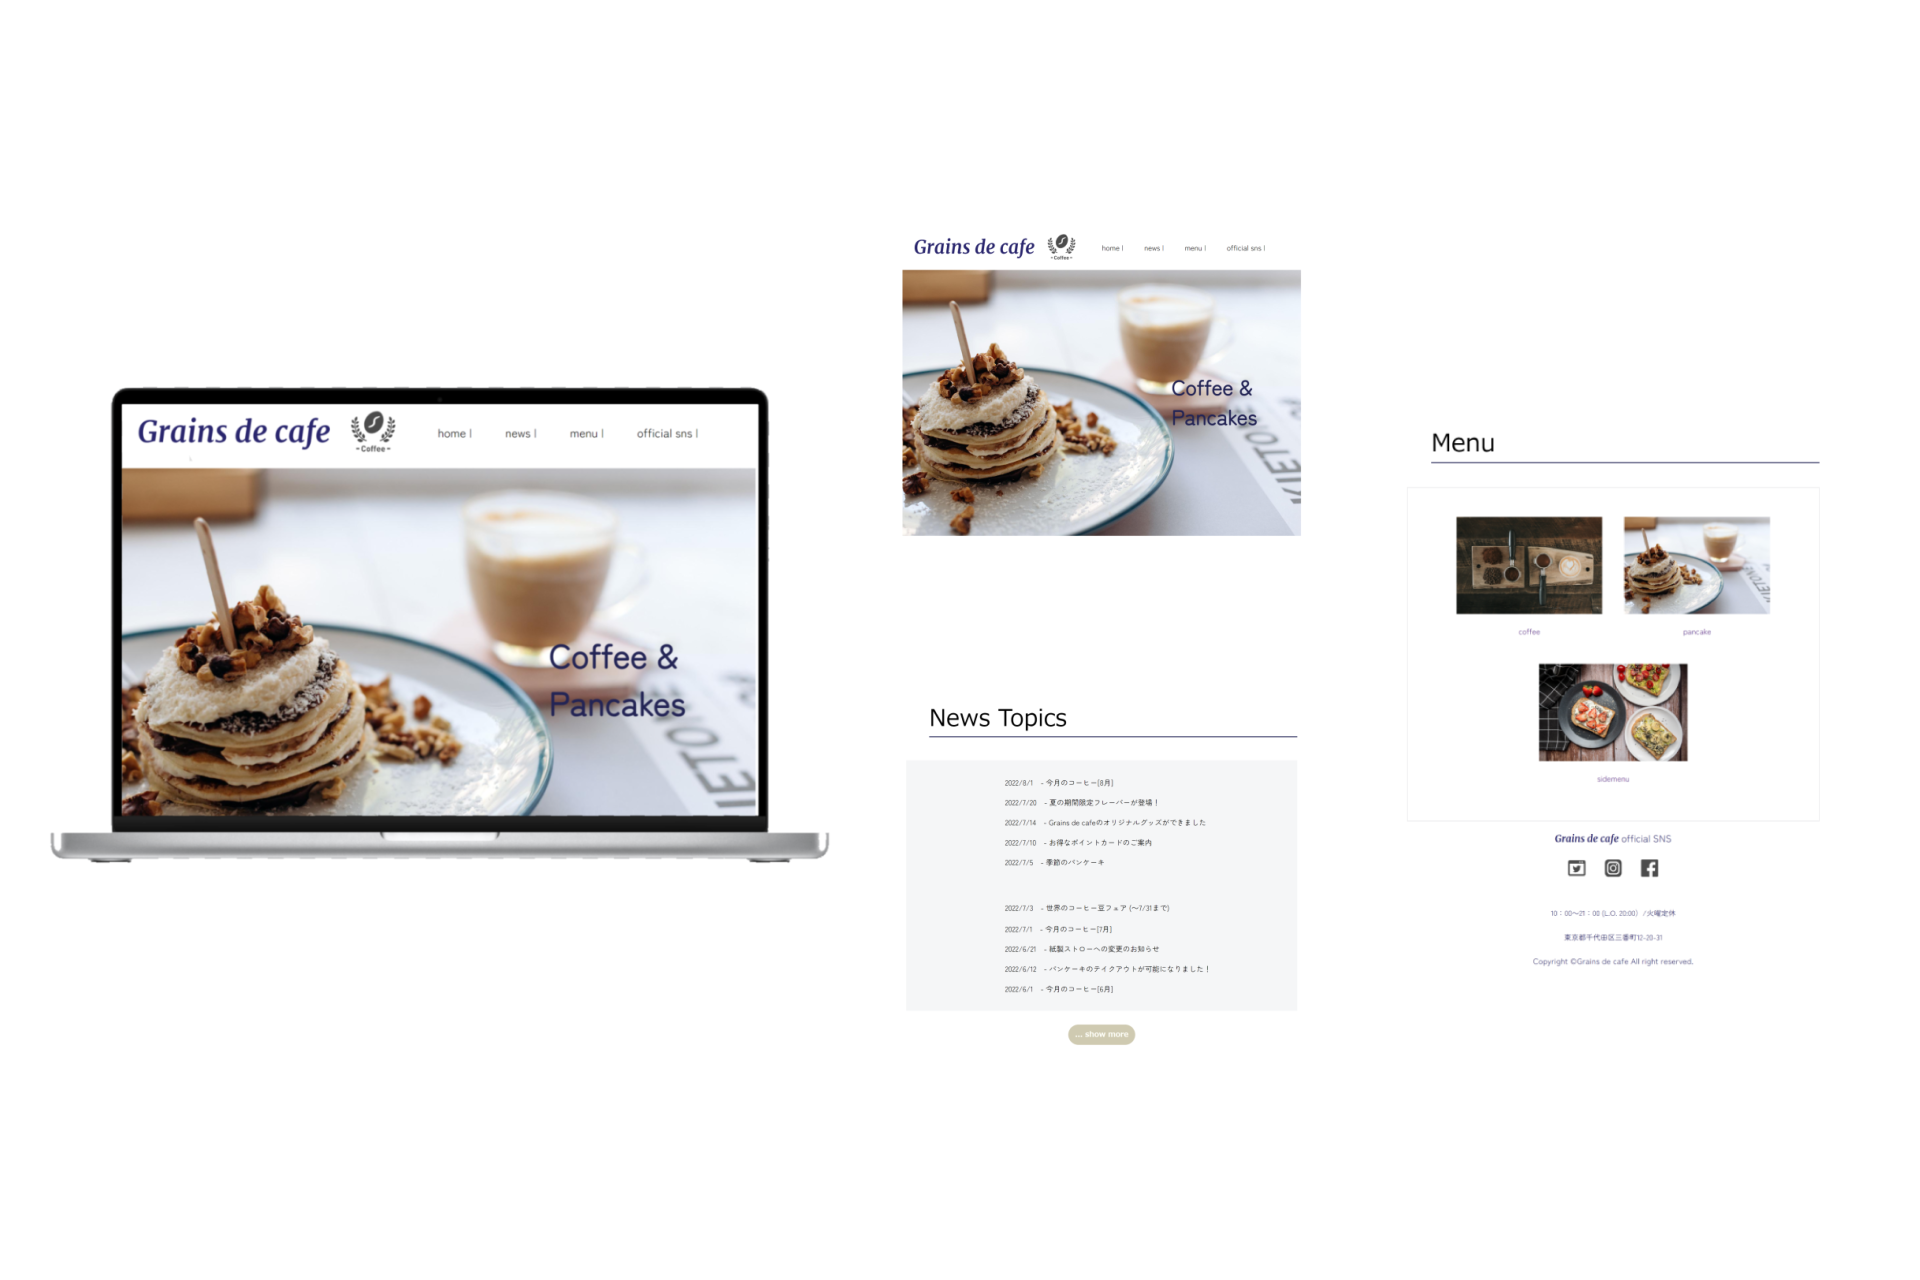 Grains de cafe
- Coffee -
home |
news |
menu |
official sns |
Coffee &
Pancakes
Grains de cafe
- Coffee -
home |
news |
menu |
official sns |
Coffee &
Pancakes
News Topics
2022/8/1 - 今月のコーヒー[8月]
2022/7/20 - 夏の期間限定フレーバーが登場！
2022/7/14 - Grains de cafeのオリジナルグッズができました
2022/7/10 - お得なポイントカードのご案内
2022/7/5 - 季節のパンケーキ
2022/7/3 - 世界のコーヒー豆フェア (～7/31まで)
2022/7/1 - 今月のコーヒー[7月]
2022/6/21 - 紙製ストローへの変更のお知らせ
2022/6/12 - パンケーキのテイクアウトが可能になりました！
2022/6/1 - 今月のコーヒー[6月]
... show more
Menu
coffee
pancake
sidemenu
Grains de cafe official SNS
10：00～21：00 (L.O. 20:00）/火曜定休
東京都千代田区三番町12-20-31
Copyright ©Grains de cafe All right reserved.